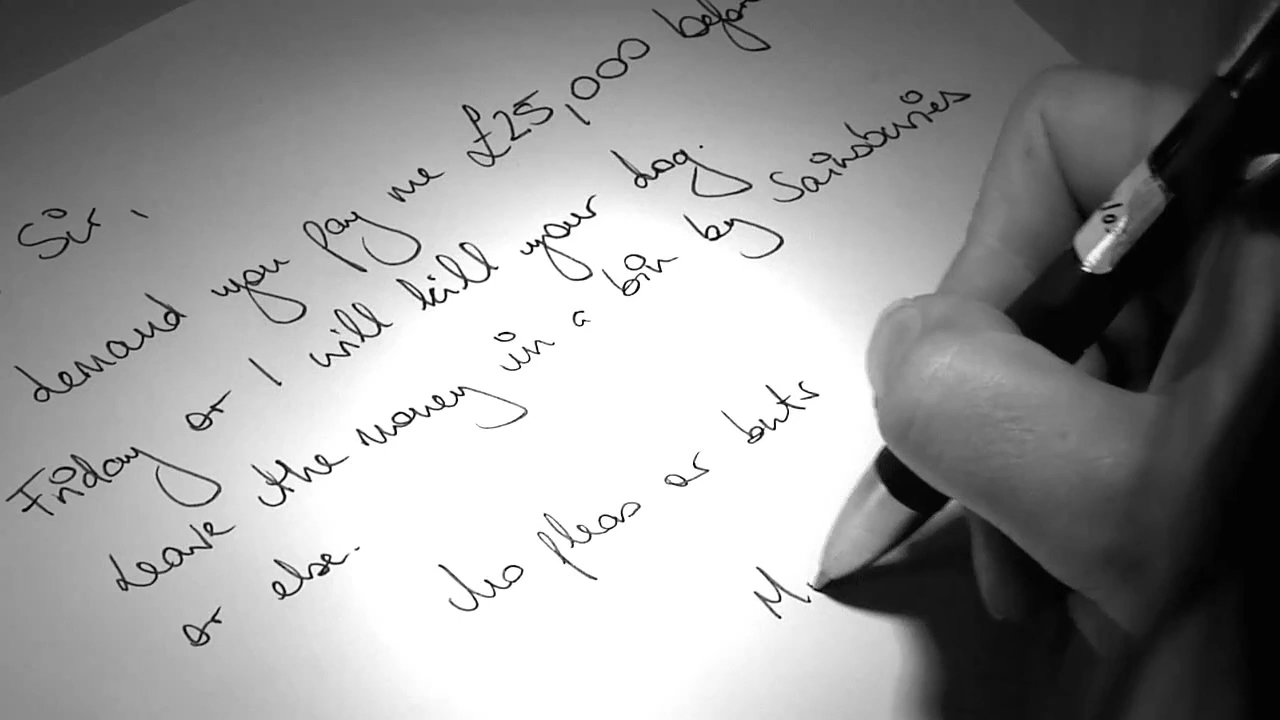 Sir,
demand you pay me £25,000 before
Friday or I will kill your dog.
Leave the money in a bin by Sainsburies
or else.
No pleas or buts
M.